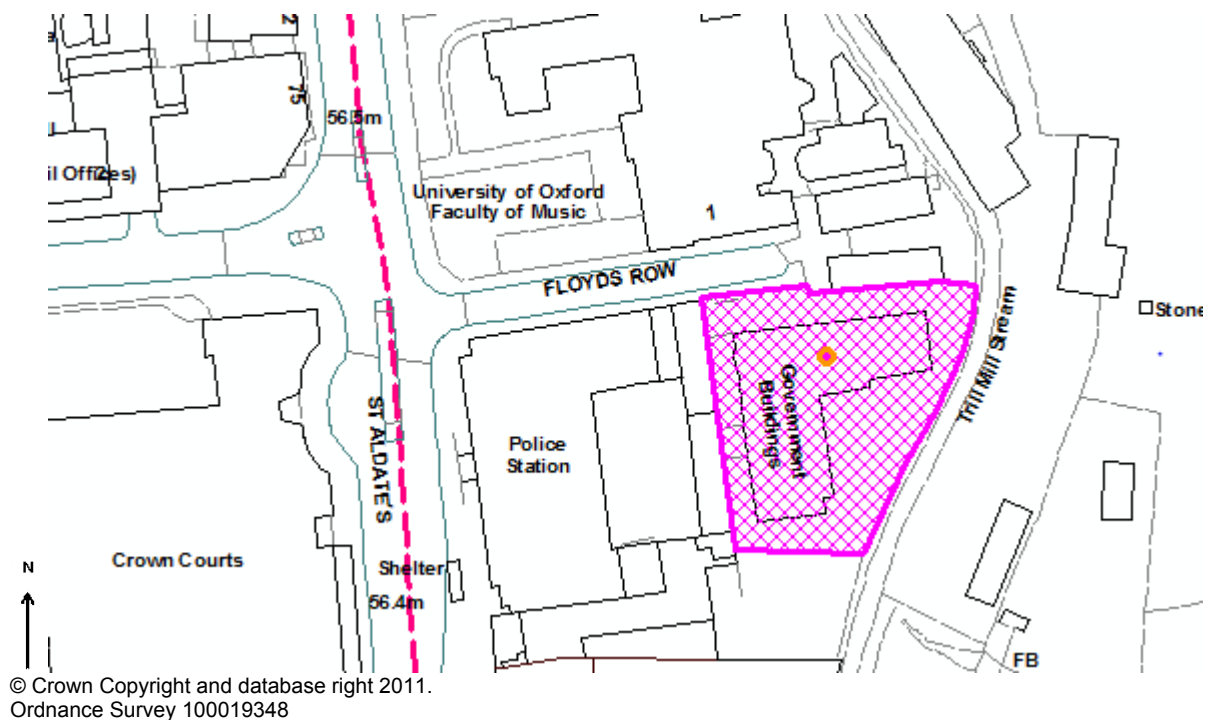 2
75
56.5m
il Offices)
University of Oxford
Faculty of Music
1
FLOYDS ROW
Stone
Trill Mill Stream
Government
Buildings
ST ALDATE'S
Police
Station
Crown Courts
Shelter
56.4m
N
FB
© Crown Copyright and database right 2011.
Ordnance Survey 100019348